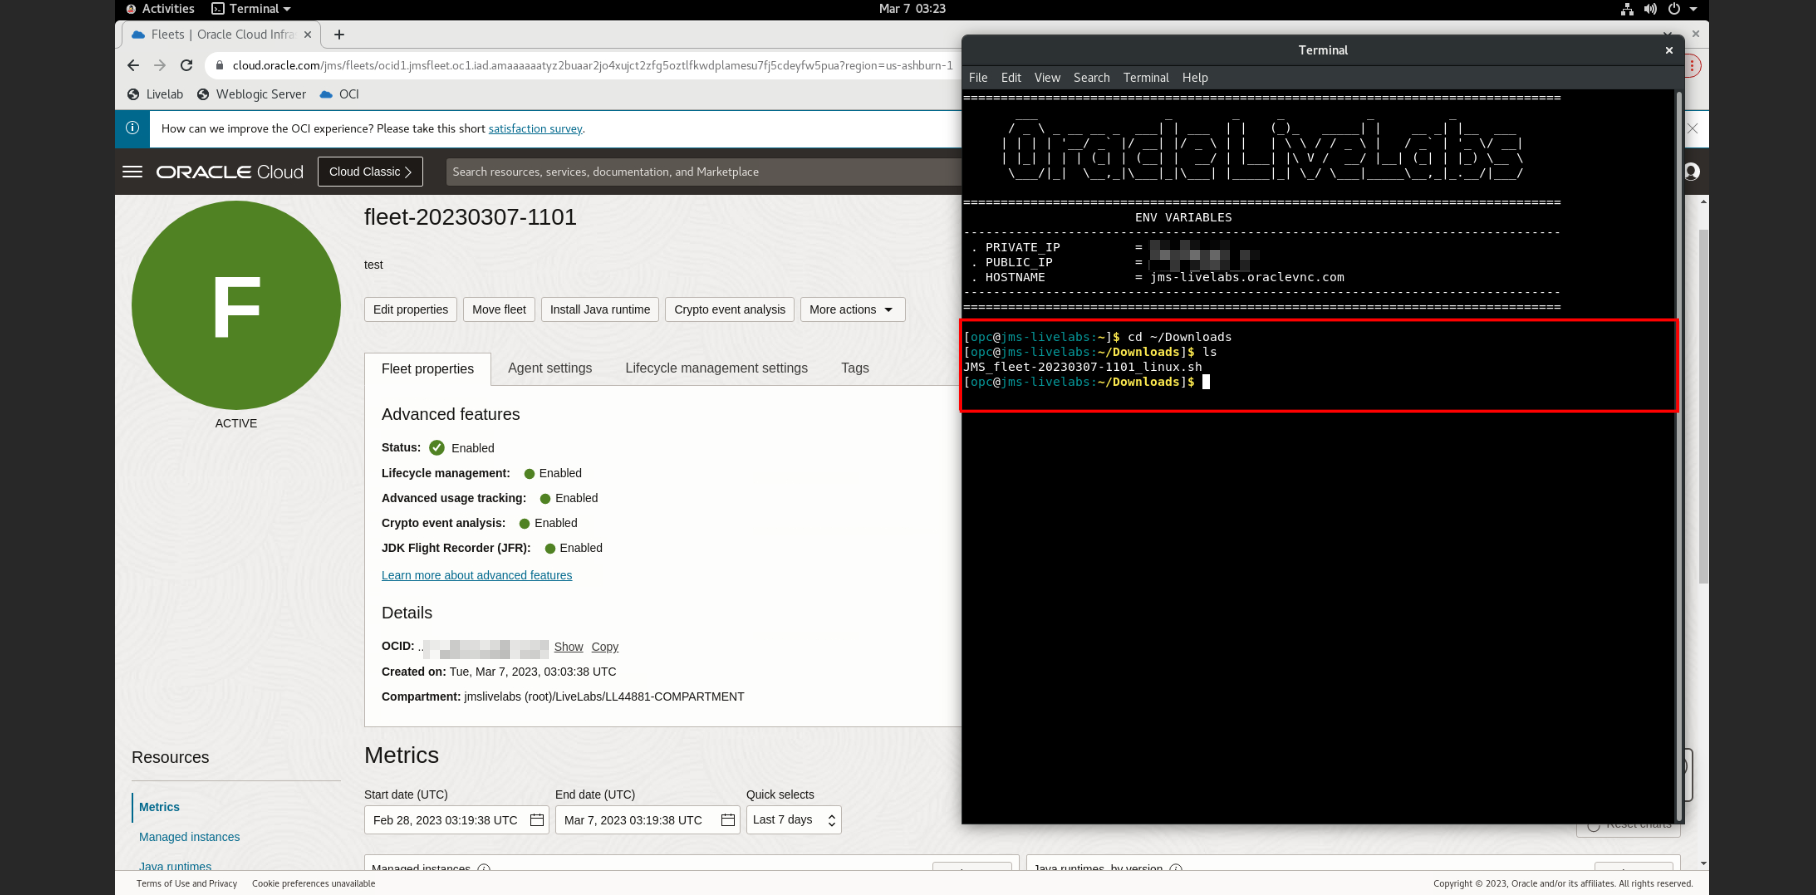 Activities
Terminal
Mar 7 03:23
Fleets | Oracle Cloud Infra
cloud.oracle.com/jms/fleets/ocid1.jmsfleet.oc1.iad.amaaaaaatyz2buaar2jo4xujct2zfg5oztlfkwdplamesu7fj5cdeyfw5pua?region=us-ashburn-1
Livelab
Weblogic Server
OCI
How can we improve the OCI experience? Please take this short satisfaction survey.
ORACLE Cloud
Cloud Classic >
Search resources, services, documentation, and Marketplace
F
ACTIVE
fleet-20230307-1101
test
Edit properties
Move fleet
Install Java runtime
Crypto event analysis
More actions
Fleet properties
Agent settings
Lifecycle management settings
Tags
Advanced features
Status: Enabled
Lifecycle management: Enabled
Advanced usage tracking: Enabled
Crypto event analysis: Enabled
JDK Flight Recorder (JFR): Enabled
Learn more about advanced features
Details
OCID: .. Show Copy
Created on: Tue, Mar 7, 2023, 03:03:38 UTC
Compartment: jmslivelabs (root)/LiveLabs/LL44881-COMPARTMENT
Resources
Metrics
Managed instances
Java runtimes
Metrics
Start date (UTC)
Feb 28, 2023 03:19:38 UTC
End date (UTC)
Mar 7, 2023 03:19:38 UTC
Quick selects
Last 7 days
Reset charts
Managed instances
Java runtimes, by version
Terms of Use and Privacy
Cookie preferences unavailable
Copyright © 2023, Oracle and/or its affiliates. All rights reserved.
Terminal
File Edit View Search Terminal Help
Oracle LiveLabs
ENV VARIABLES
. PRIVATE_IP =
. PUBLIC_IP =
. HOSTNAME = jms-livelabs.oraclevnc.com
[opc@jms-livelabs:~]$ cd ~/Downloads
[opc@jms-livelabs:~/Downloads]$ ls
JMS_fleet-20230307-1101_linux.sh
[opc@jms-livelabs:~/Downloads]$